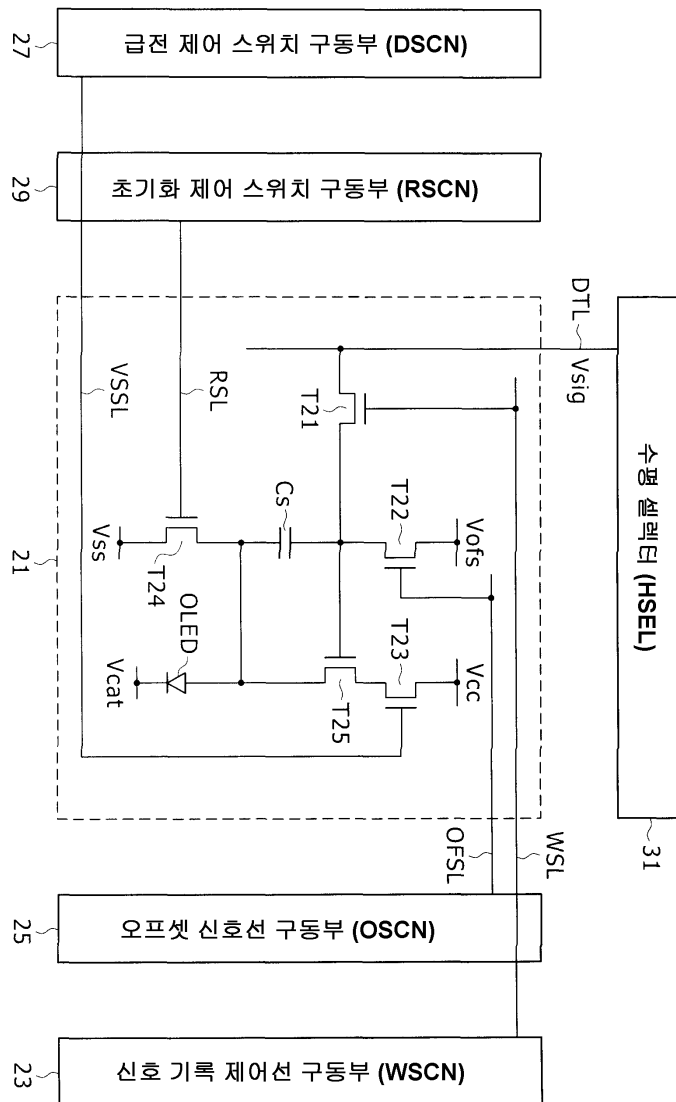 급전 제어 스위치 구동부 (DSCN)
27
초기화 제어 스위치 구동부 (RSCN)
29
수평 셀렉터 (HSEL)
31
DTL
Vsig
VSSL
RSL
T21
Cs
T22
Vofs
Vss
T24
OLED
T23
Vcc
Vcat
T25
21
OFSL
WSL
오프셋 신호선 구동부 (OSCN)
25
신호 기록 제어선 구동부 (WSCN)
23